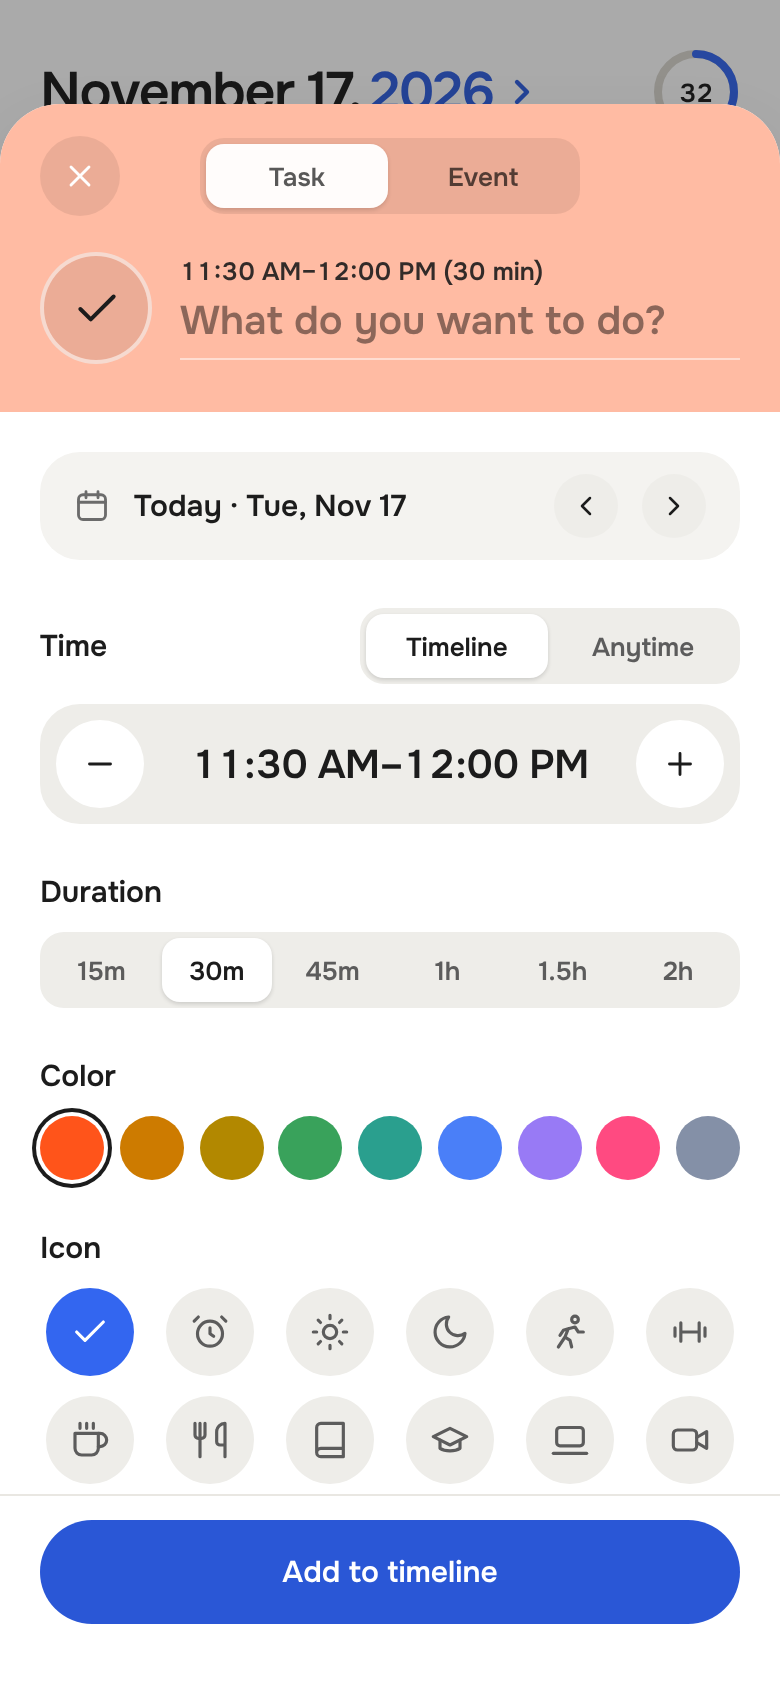 November 17, 2026
32
Task
Event
11:30 AM–12:00 PM (30 min)
What do you want to do?
Today · Tue, Nov 17
Time
Timeline
Anytime
11:30 AM–12:00 PM
Duration
15m
30m
45m
1h
1.5h
2h
Color
Icon
Add to timeline